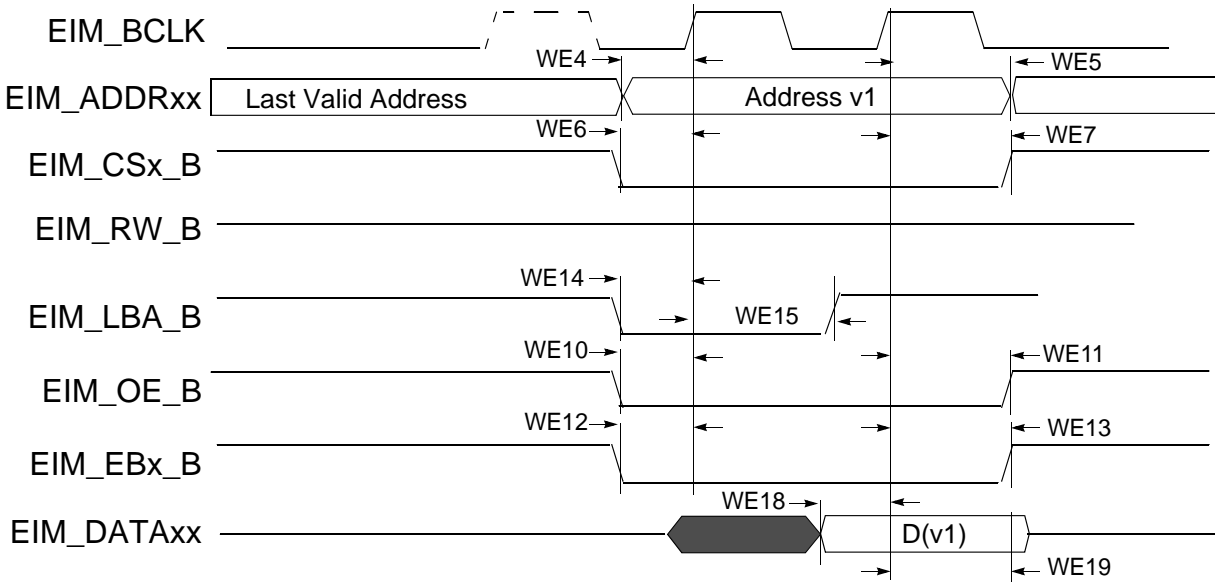 EIM_BCLK
WE4
WE5
EIM_ADDRxx
Last Valid Address
Address v1
WE6
WE7
EIM_CSx_B
EIM_RW_B
WE14
EIM_LBA_B
WE15
WE10
WE11
EIM_OE_B
WE12
WE13
EIM_EBx_B
WE18
EIM_DATAxx
D(v1)
WE19